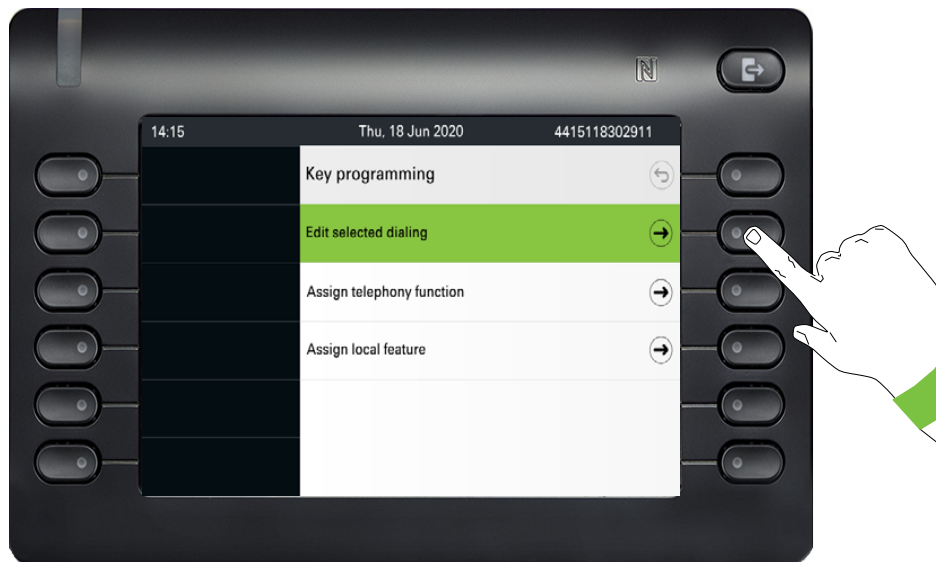 14:15 Thu, 18 Jun 2020 4415118302911
Key programming
Edit selected dialing
Assign telephony function
Assign local feature